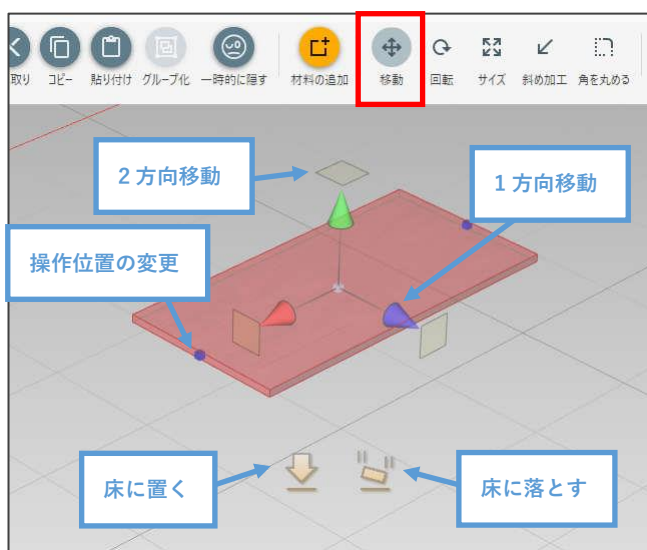 取り コピー 貼り付け グループ化 一時的に隠す 材料の追加 移動 回転 サイズ 斜め加工 角を丸める
2方向移動
1方向移動
操作位置の変更
床に置く
床に落とす